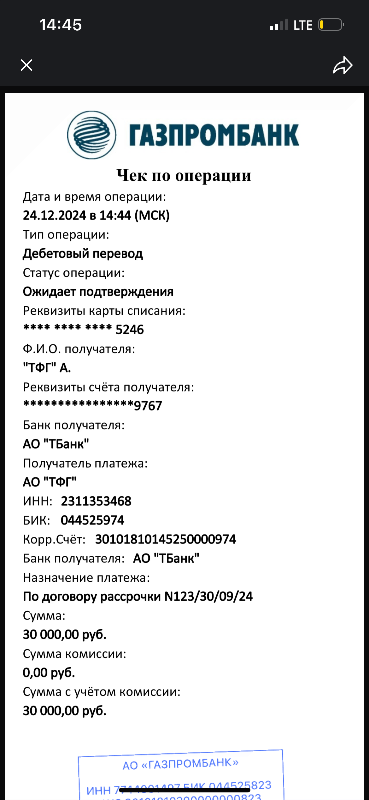 14:45
LTE
ГАЗПРОМБАНК
Чек по операции
Дата и время операции:
24.12.2024 в 14:44 (МСК)
Тип операции:
Дебетовый перевод
Статус операции:
Ожидает подтверждения
Реквизиты карты списания:
**** **** **** 5246
Ф.И.О. получателя:
"ТФГ" А.
Реквизиты счёта получателя:
****************9767
Банк получателя:
АО "ТБанк"
Получатель платежа:
АО "ТФГ"
ИНН: 2311353468
БИК: 044525974
Корр.Счёт: 30101810145250000974
Банк получателя: АО "ТБанк"
Назначение платежа:
По договору рассрочки N123/30/09/24
Сумма:
30 000,00 руб.
Сумма комиссии:
0,00 руб.
Сумма с учётом комиссии:
30 000,00 руб.
АО «ГАЗПРОМБАНК»
ИНН 7744001497 БИК 044525823